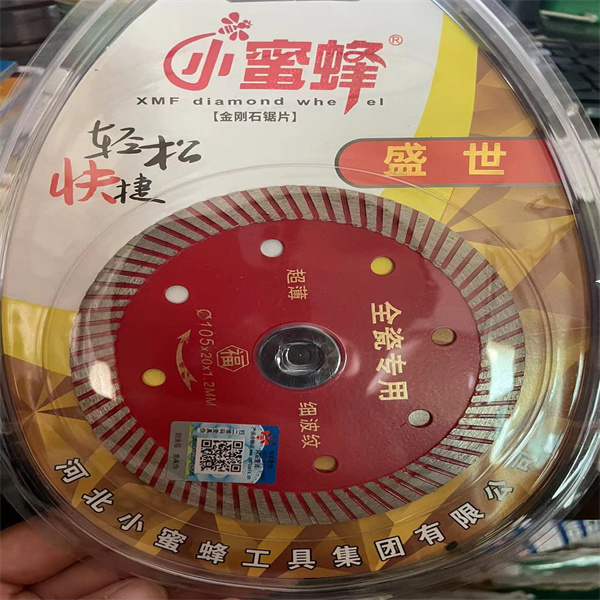 小蜜蜂®
XMF diamond wheel
【金刚石锯片】
轻松
快捷
盛世
超薄
全瓷专用
Ø105x20x1.2MM
福
细波纹
河北小蜜蜂工具集团有限公司